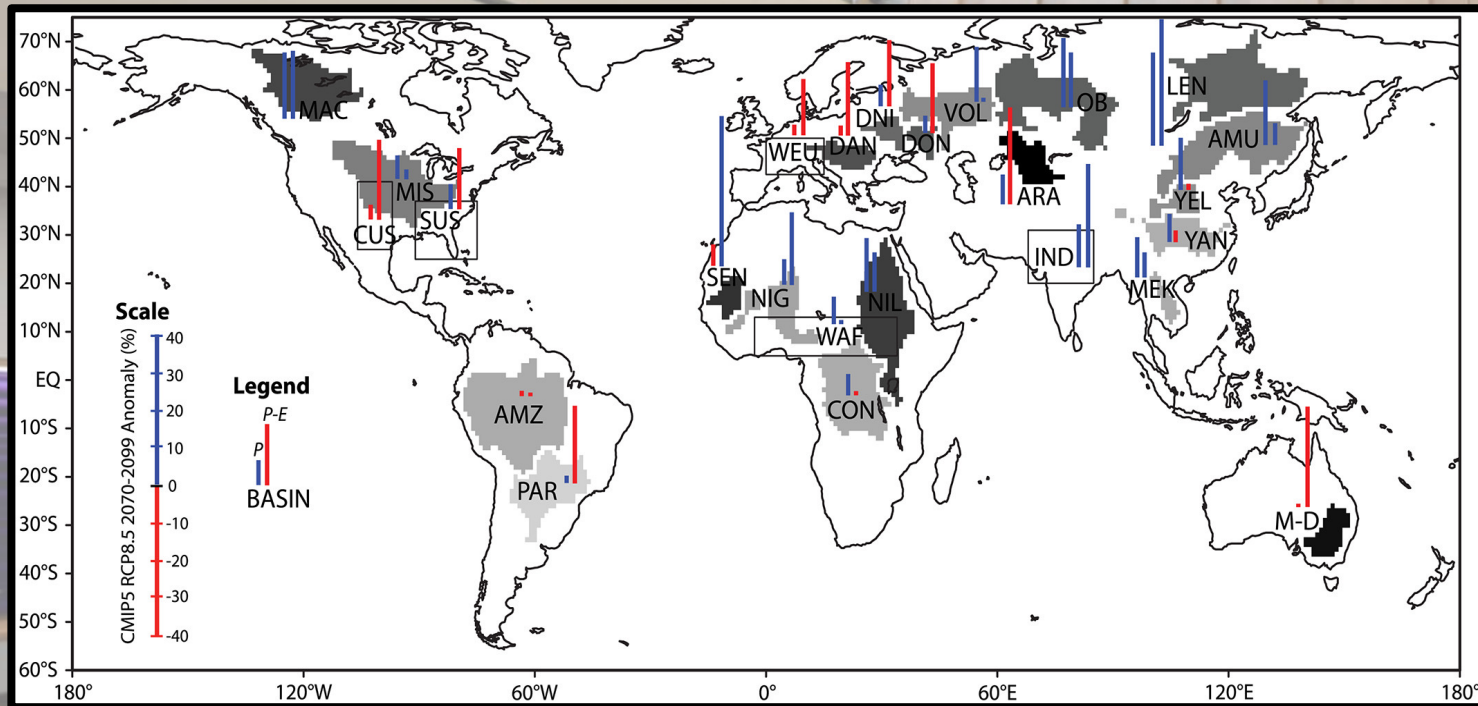 70°N
60°N
50°N
40°N
30°N
20°N
10°N
EQ
10°S
20°S
30°S
40°S
50°S
60°S
180°
120°W
60°W
0°
60°E
120°E
180°
MAC
MIS
CUS
SUS
AMZ
PAR
WEU
DAN
DNI
DON
VOL
OB
LEN
AMU
ARA
YEL
YAN
IND
MEK
SEN
NIG
NIL
WAF
CON
M-D
Scale
CMIP5 RCP8.5 2070-2099 Anomaly (%)
40
30
20
10
0
-10
-20
-30
-40
Legend
P-E
P
BASIN